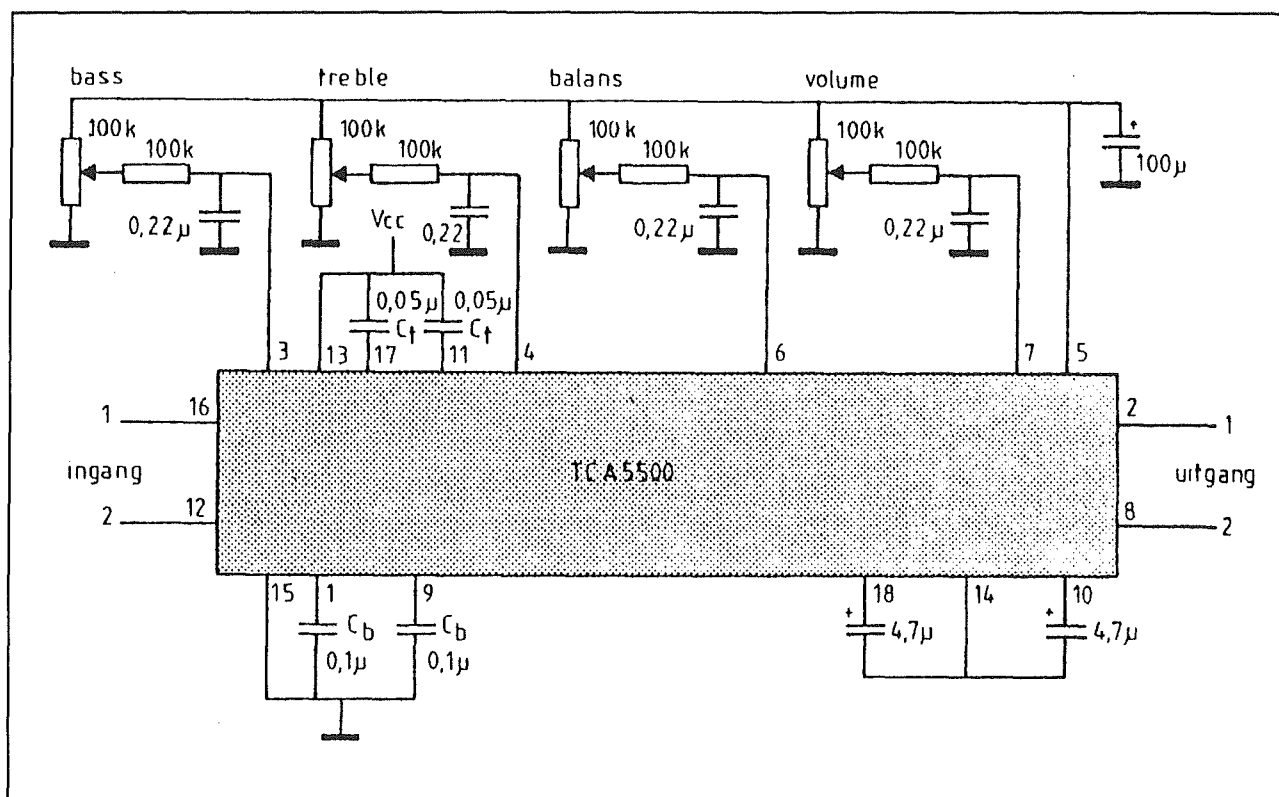 bass treble balans volume
100k 100k 100k 100k
100k 100k 100k 100k
100µ
0,22µ 0,22 0,22µ 0,22µ
Vcc
0,05µ 0,05µ
Ct Ct
3 13 17 11 4 6 7 5
1 16 2 1
ingang TCA5500 uitgang
2 12 8 2
15 1 9 18 14 10
Cb Cb 4,7µ 4,7µ
0,1µ 0,1µ